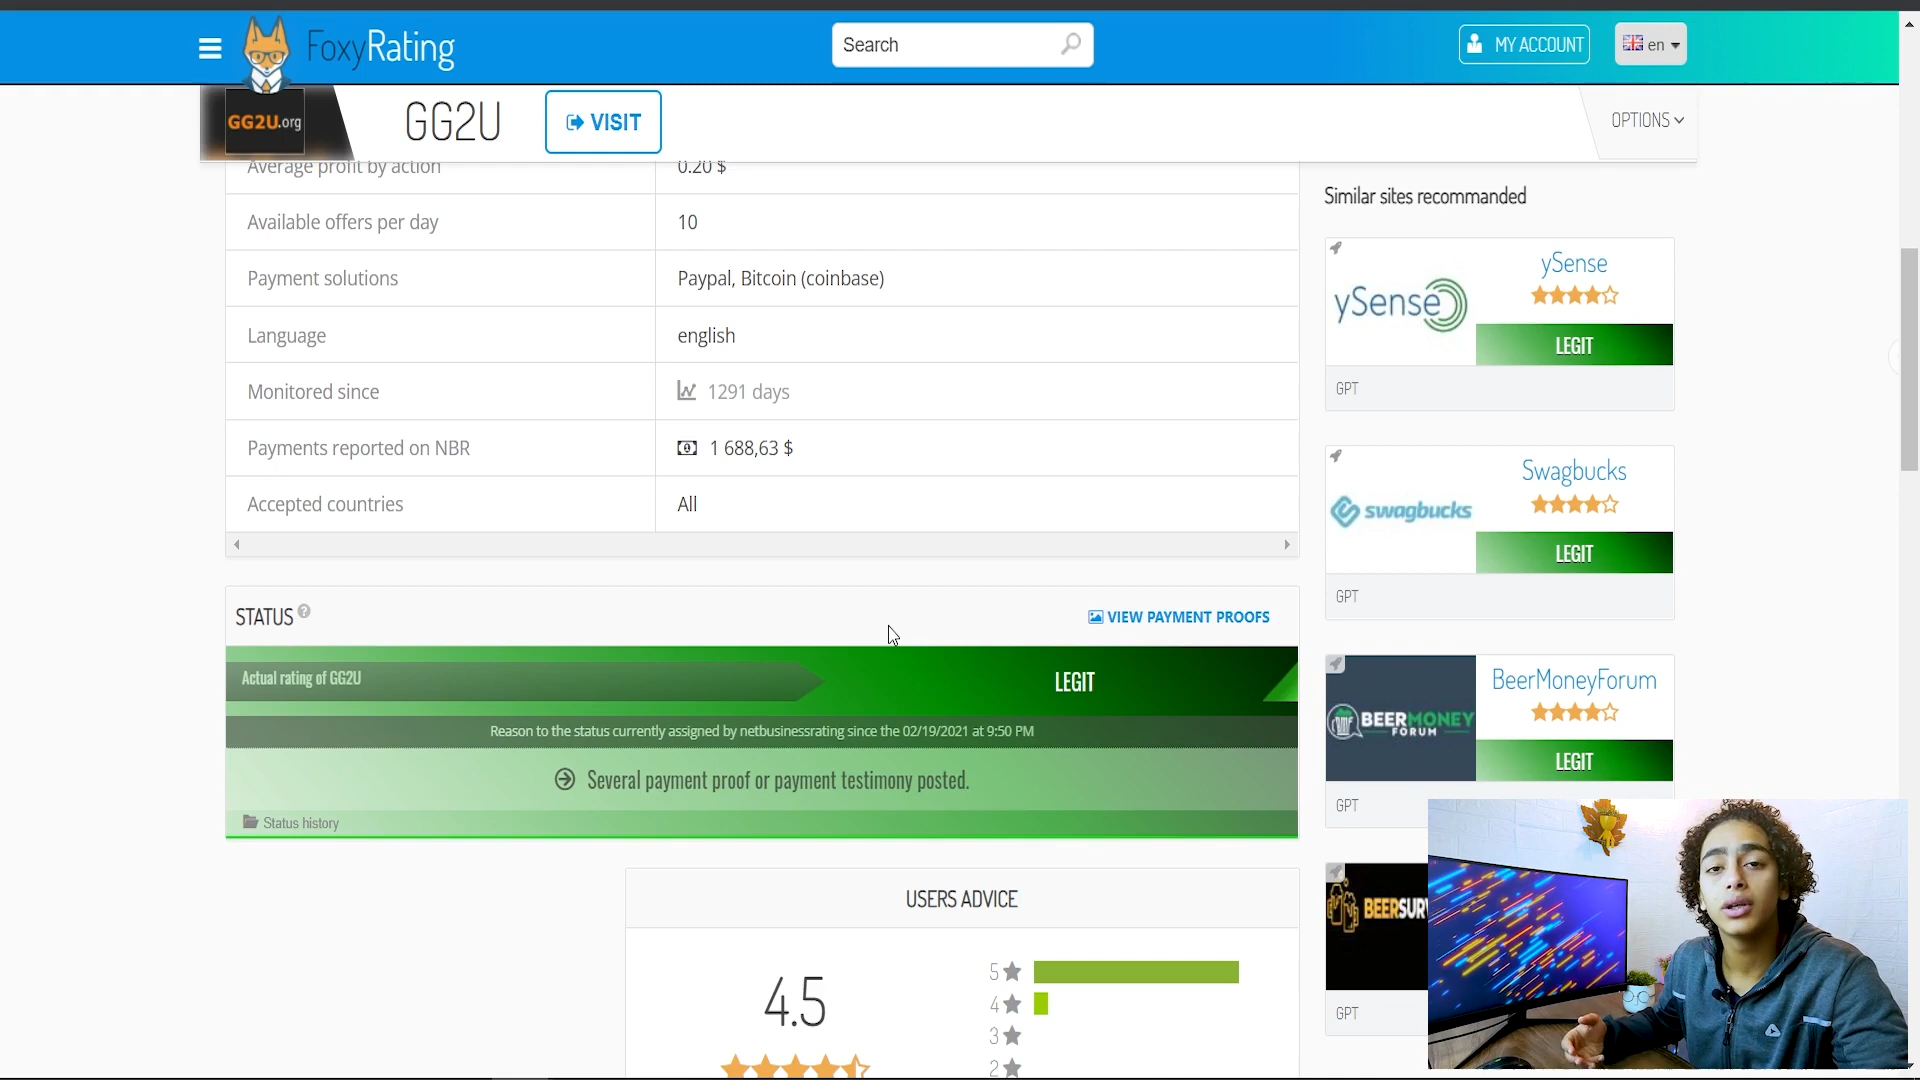 FoxyRating
Search
MY ACCOUNT
en
GG2U.org
GG2U
VISIT
OPTIONS
Average profit by action
0.20 $
Available offers per day
10
Payment solutions
Paypal, Bitcoin (coinbase)
Language
english
Monitored since
1291 days
Payments reported on NBR
1 688,63 $
Accepted countries
All
STATUS ?
VIEW PAYMENT PROOFS
Actual rating of GG2U
LEGIT
Reason to the status currently assigned by netbusinessrating since the 02/19/2021 at 9:50 PM
Several payment proof or payment testimony posted.
Status history
USERS ADVICE
4.5
5
4
3
2
Similar sites recommanded
ySense
ySense
LEGIT
GPT
Swagbucks
swagbucks
LEGIT
GPT
BeerMoneyForum
BEERMONEY
FORUM
LEGIT
GPT
BEERSUR
GPT